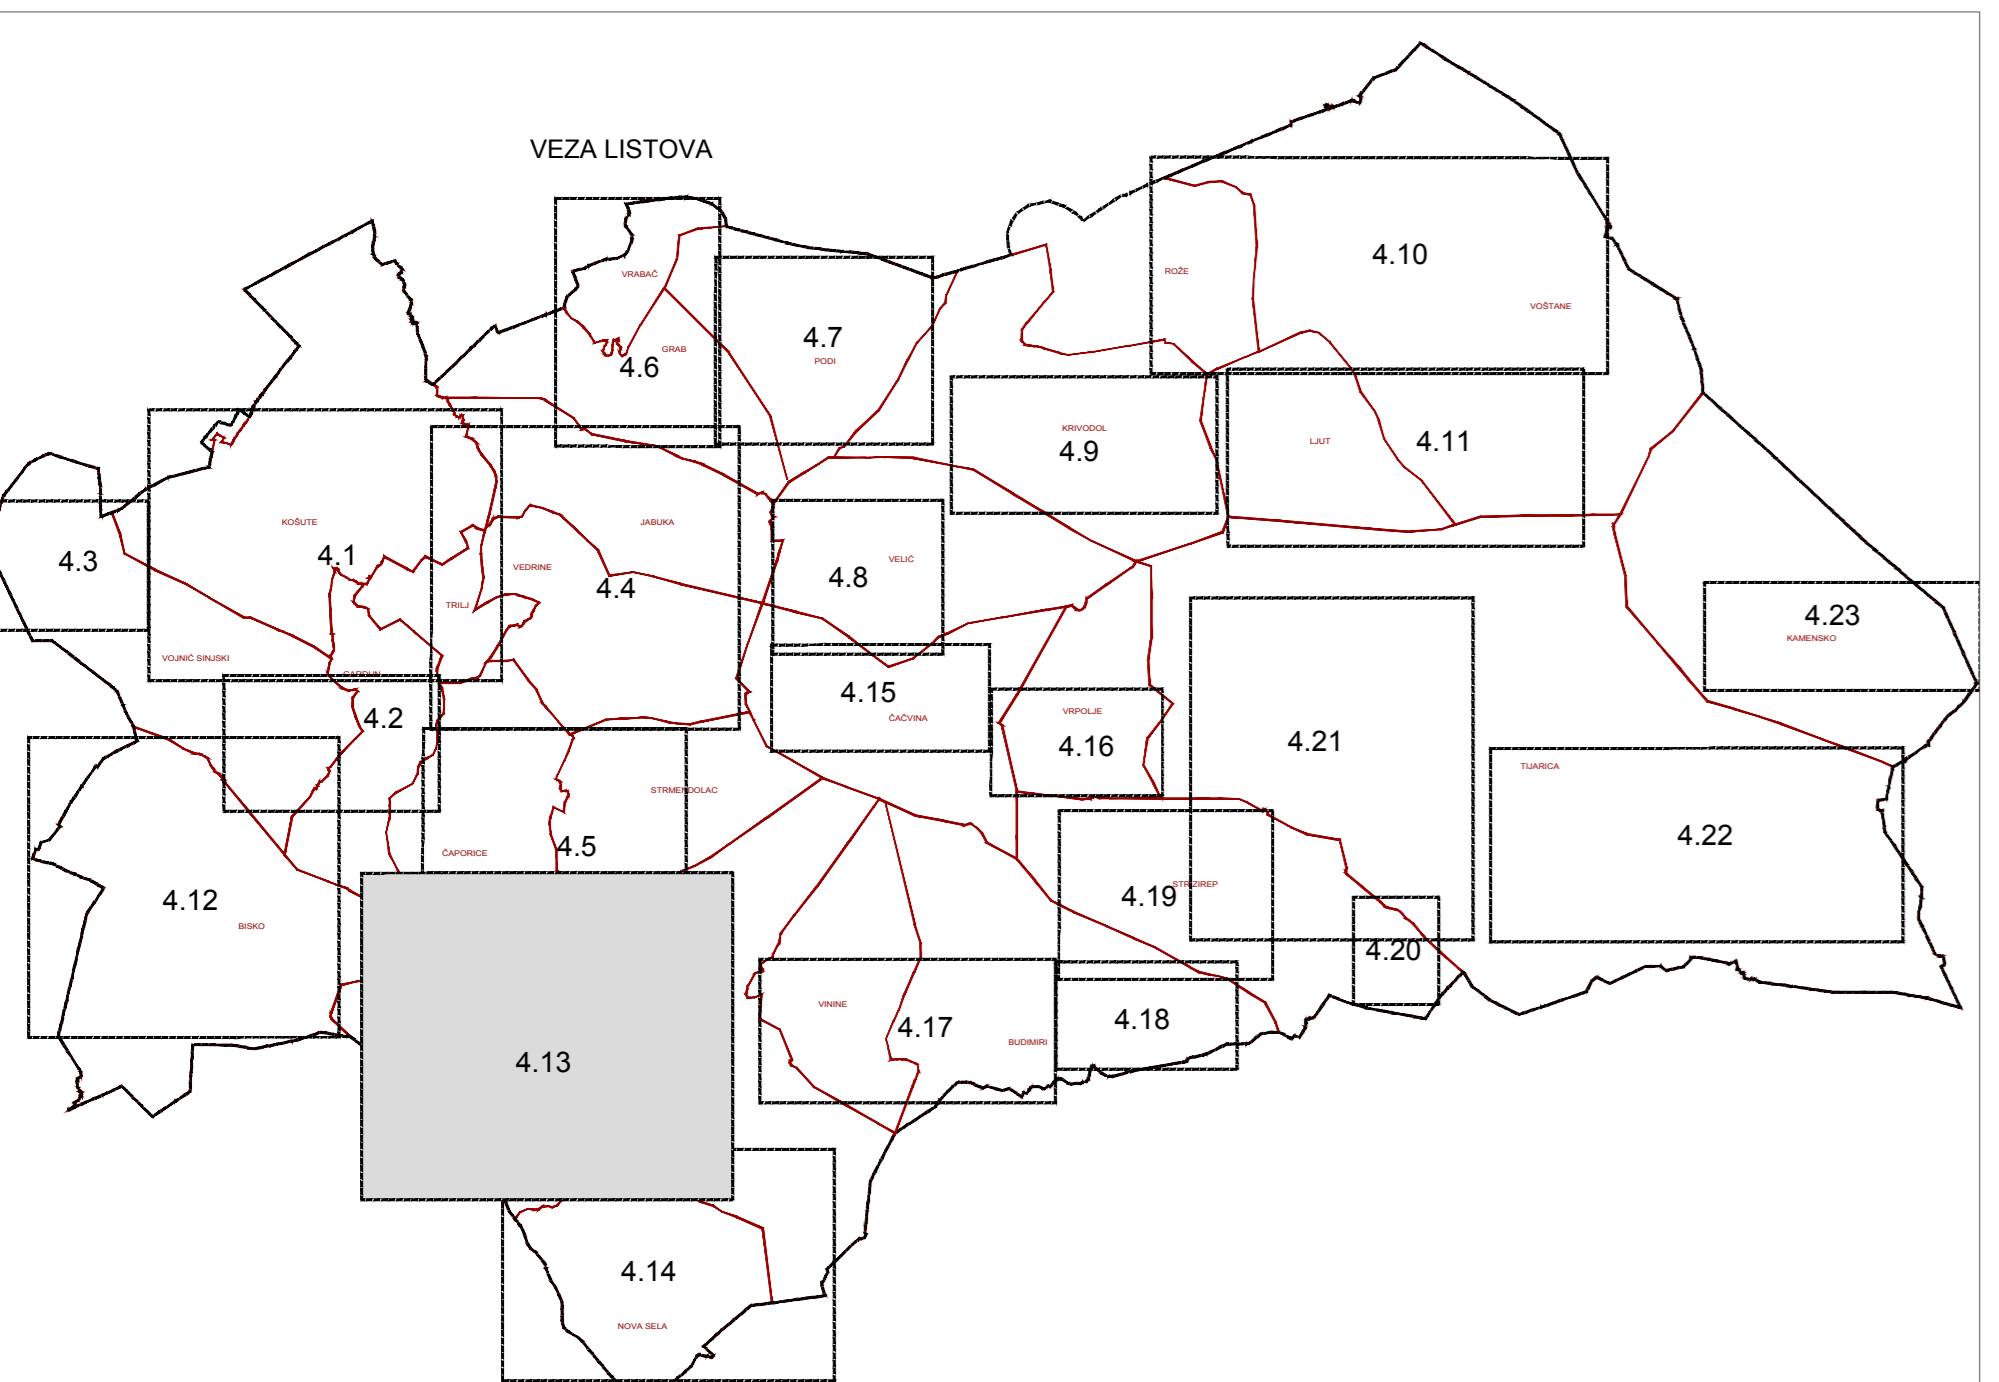 VEZA LISTOVA
4.10
ROŽE
VRABAČ
VOŠTANE
4.7
GRAB
PODI
4.6
KRIVODOL
4.9
LJUT
4.11
KOŠUTE
JABUKA
4.1
4.3
VELIĆ
VEDRINE
4.8
4.4
TRILJ
4.23
KAMENSKO
VOJNIĆ SINJSKI
GARDUN
4.15
4.2
ČAČVINA
VRPOLJE
4.16
4.21
TIJARICA
STRMENDOLAC
4.22
4.5
ČAPORICE
STRIZIREP
4.19
4.12
BISKO
4.20
VININE
4.17
4.18
BUDIMIRI
4.13
4.14
NOVA SELA